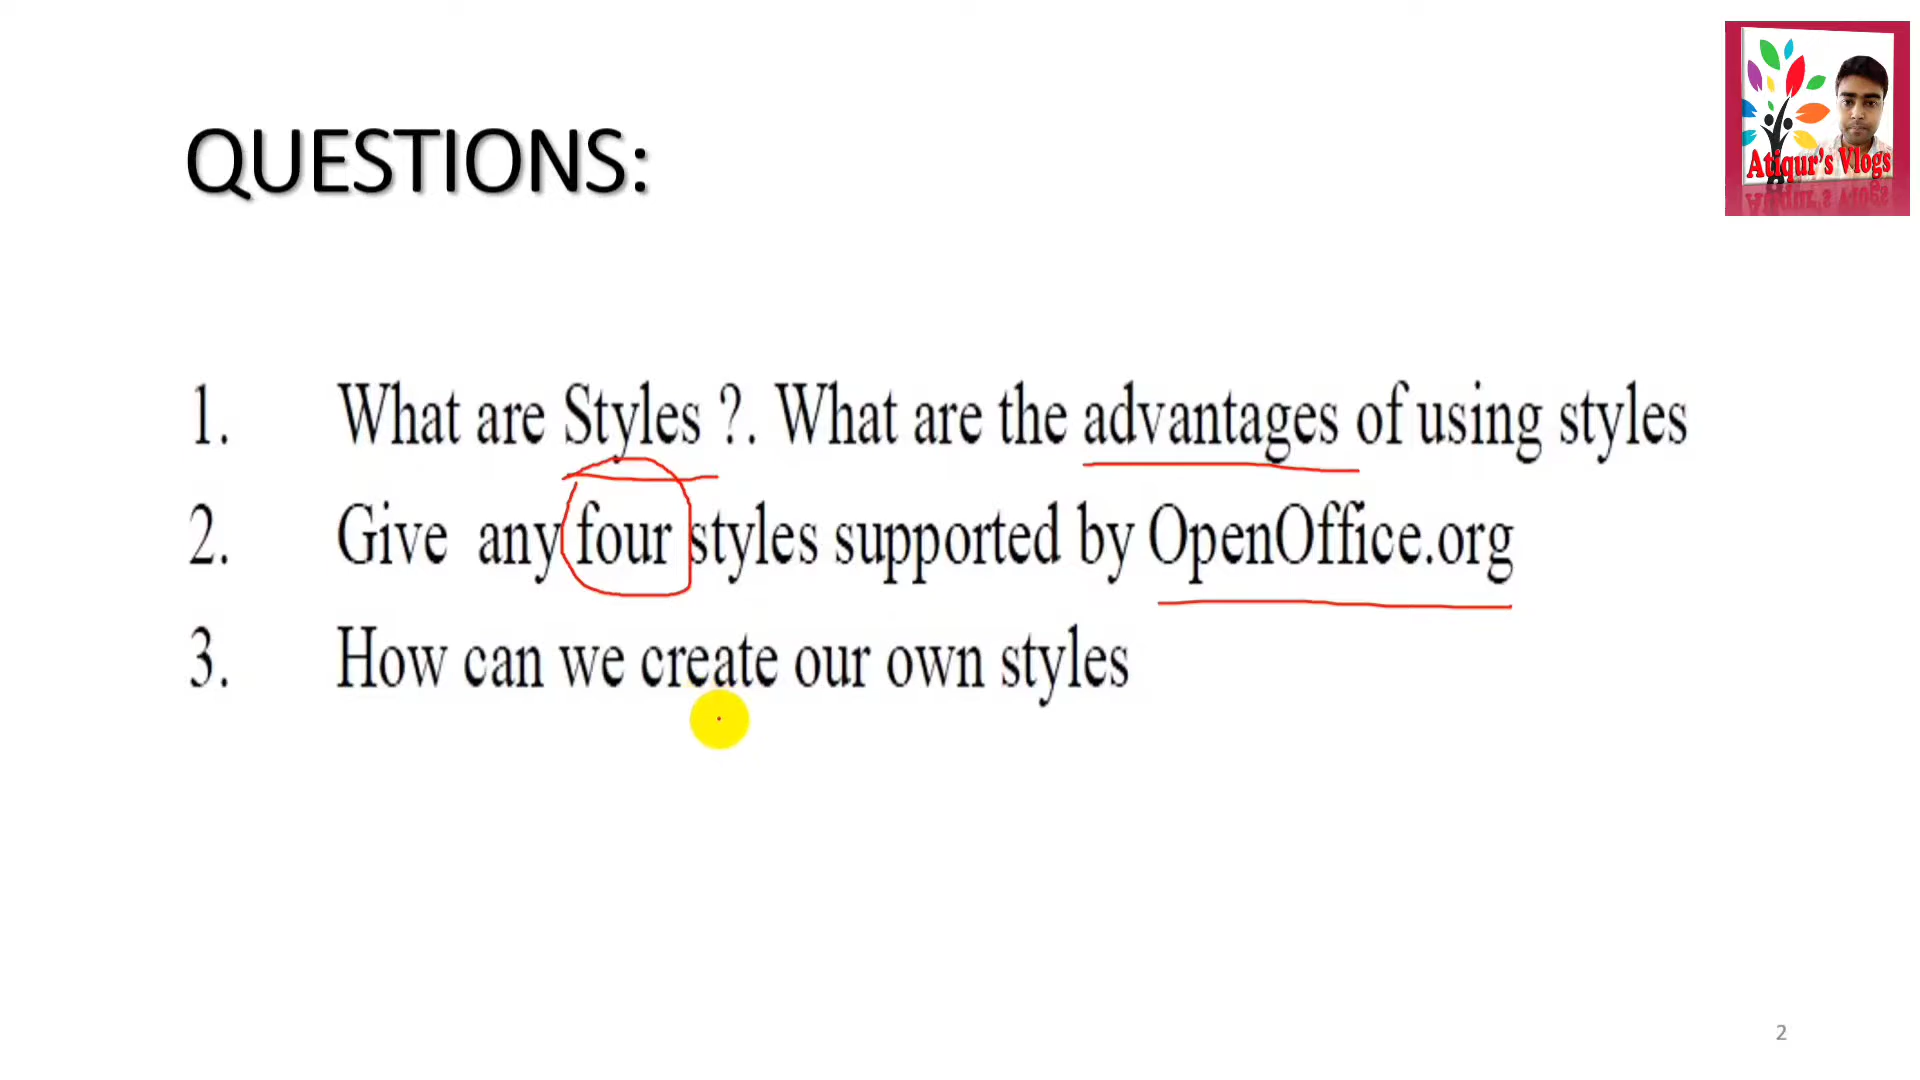 Atiqur's Vlogs
QUESTIONS:
1. What are Styles ?. What are the advantages of using styles
2. Give any four styles supported by OpenOffice.org
3. How can we create our own styles
2